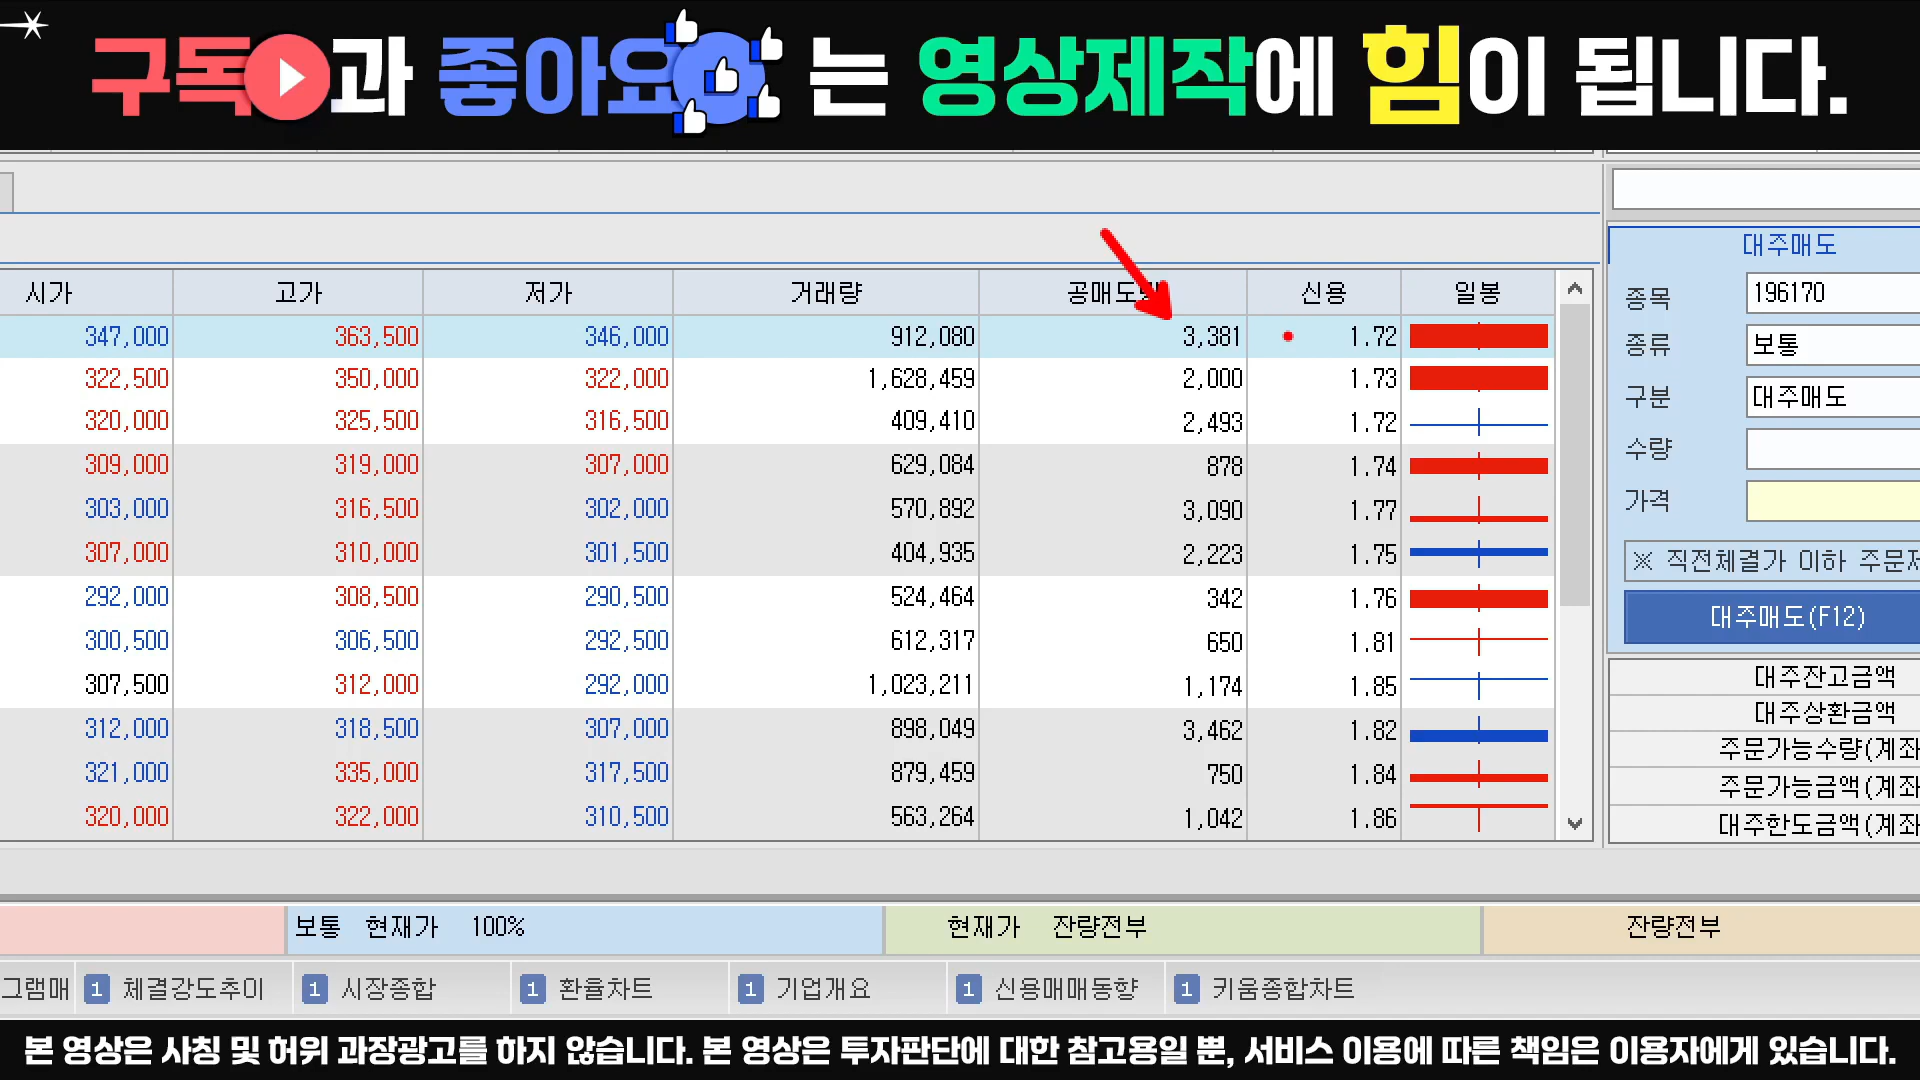 구독과 좋아요 는 영상제작에 힘이 됩니다.
대주매도
시가 고가 저가 거래량 공매도 신용 일봉
347,000 363,500 346,000 912,080 3,381 1.72
322,500 350,000 322,000 1,628,459 2,000 1.73
320,000 325,500 316,500 409,410 2,493 1.72
309,000 319,000 307,000 629,084 878 1.74
303,000 316,500 302,000 570,892 3,090 1.77
307,000 310,000 301,500 404,935 2,223 1.75
292,000 308,500 290,500 524,464 342 1.76
300,500 306,500 292,500 612,317 650 1.81
307,500 312,000 292,000 1,023,211 1,174 1.85
312,000 318,500 307,000 898,049 3,462 1.82
321,000 335,000 317,500 879,459 750 1.84
320,000 322,000 310,500 563,264 1,042 1.86
종목 196170
종류 보통
구분 대주매도
수량
가격
※ 직전체결가 이하 주문
대주매도(F12)
대주잔고금액
대주상환금액
주문가능수량(계좌
주문가능금액(계좌
대주한도금액(계좌
보통 현재가 100% 현재가 잔량전부 잔량전부
그램매 1 체결강도추이 1 시장종합 1 환율차트 1 기업개요 1 신용매매동향 1 키움종합차트
본 영상은 사칭 및 허위 과장광고를 하지 않습니다. 본 영상은 투자판단에 대한 참고용일 뿐, 서비스 이용에 따른 책임은 이용자에게 있습니다.